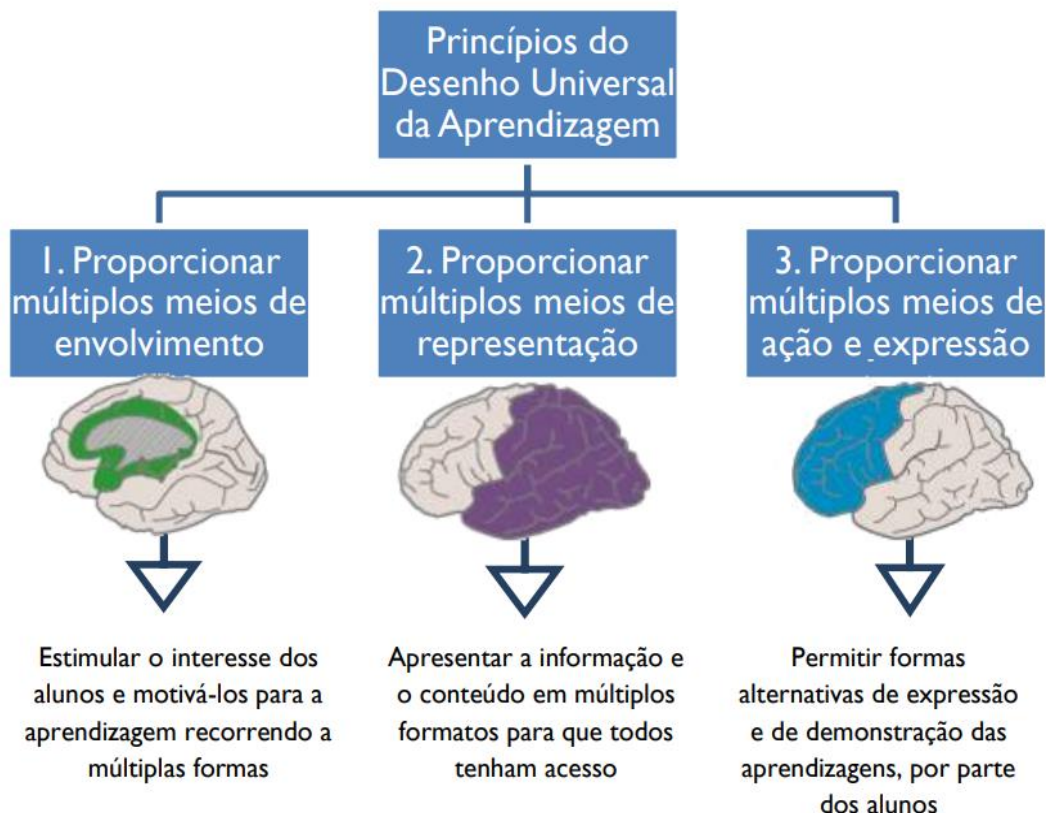 Princípios do
Desenho Universal
da Aprendizagem
1. Proporcionar
múltiplos meios de
envolvimento
2. Proporcionar
múltiplos meios de
representação
3. Proporcionar
múltiplos meios de
ação e expressão
Estimular o interesse dos
alunos e motivá-los para a
aprendizagem recorrendo a
múltiplas formas
Apresentar a informação e
o conteúdo em múltiplos
formatos para que todos
tenham acesso
Permitir formas
alternativas de expressão
e de demonstração das
aprendizagens, por parte
dos alunos